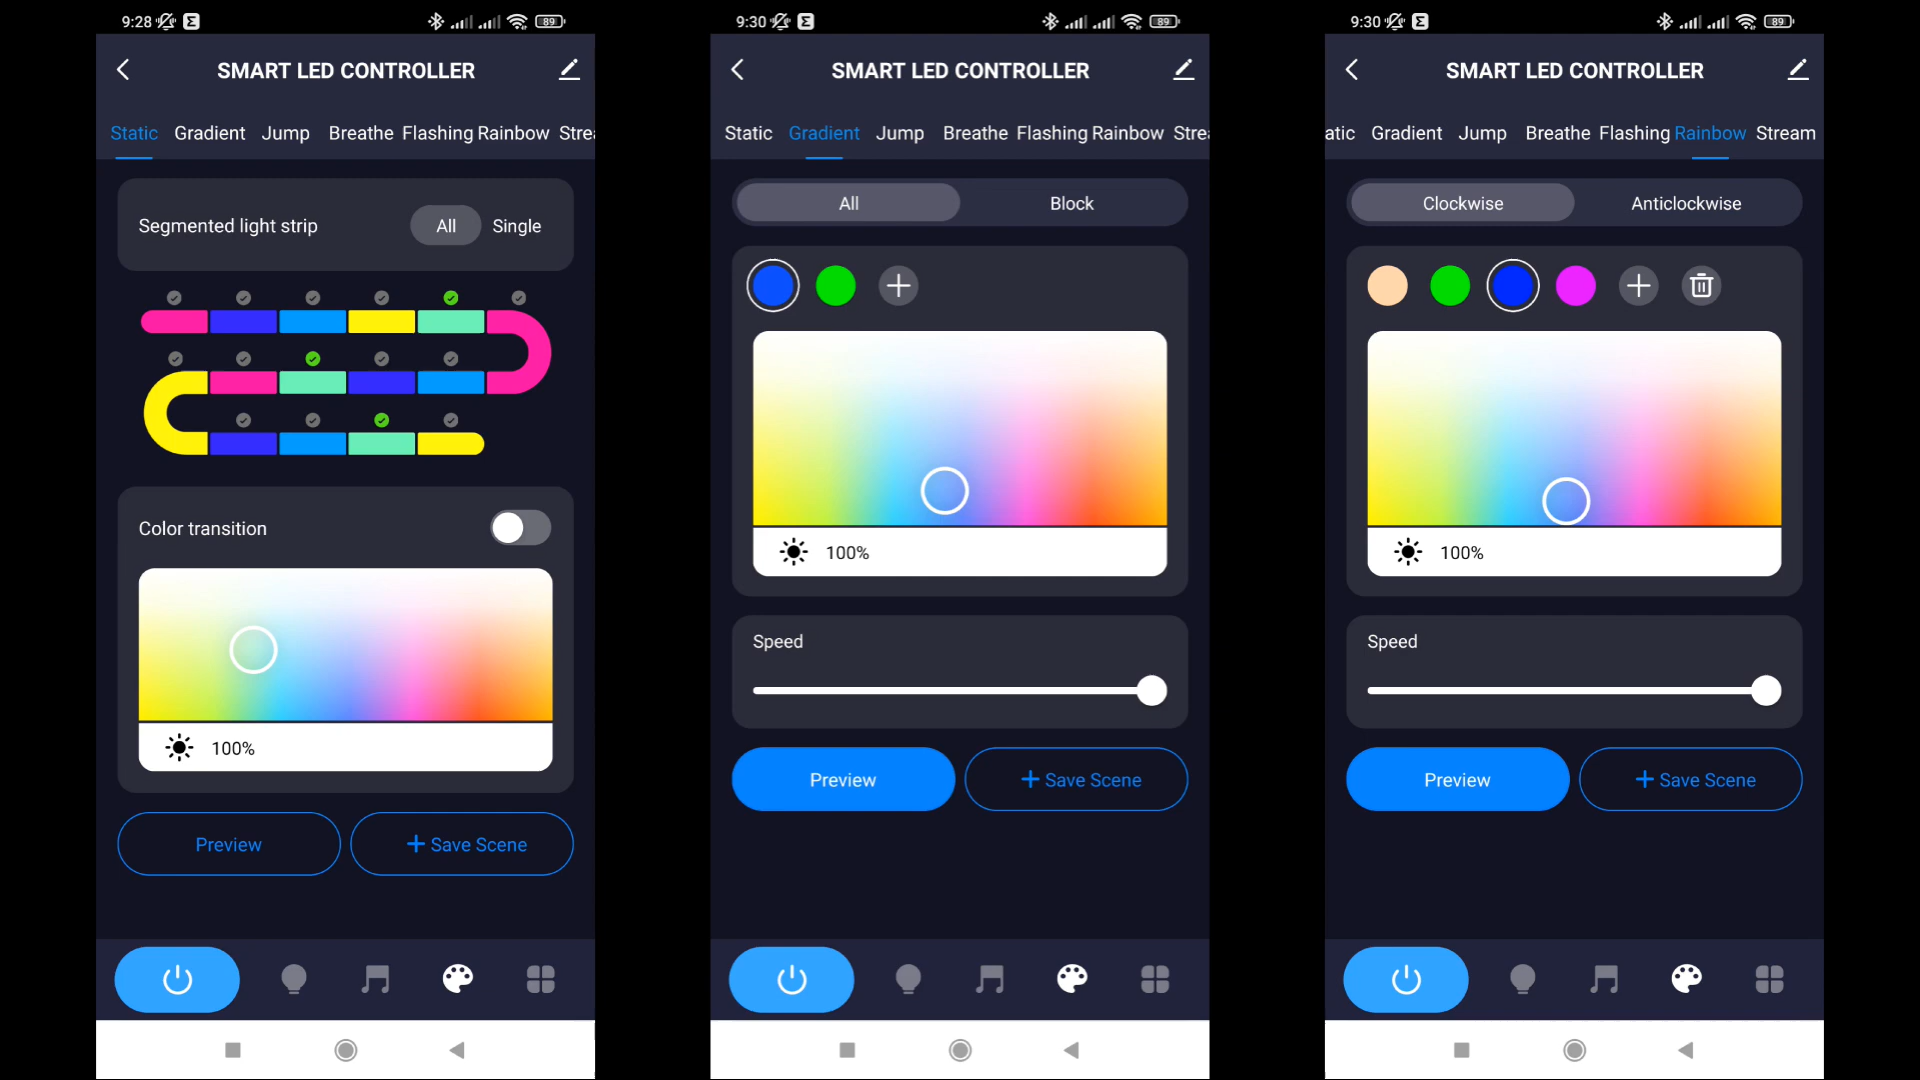 9:28 Σ 89
SMART LED CONTROLLER
Static Gradient Jump Breathe Flashing Rainbow Strea
Segmented light strip All Single
Color transition
100%
Preview + Save Scene
9:30 Σ 89
SMART LED CONTROLLER
Static Gradient Jump Breathe Flashing Rainbow Strea
All Block
100%
Speed
Preview + Save Scene
9:30 Σ 89
SMART LED CONTROLLER
atic Gradient Jump Breathe Flashing Rainbow Stream
Clockwise Anticlockwise
100%
Speed
Preview + Save Scene